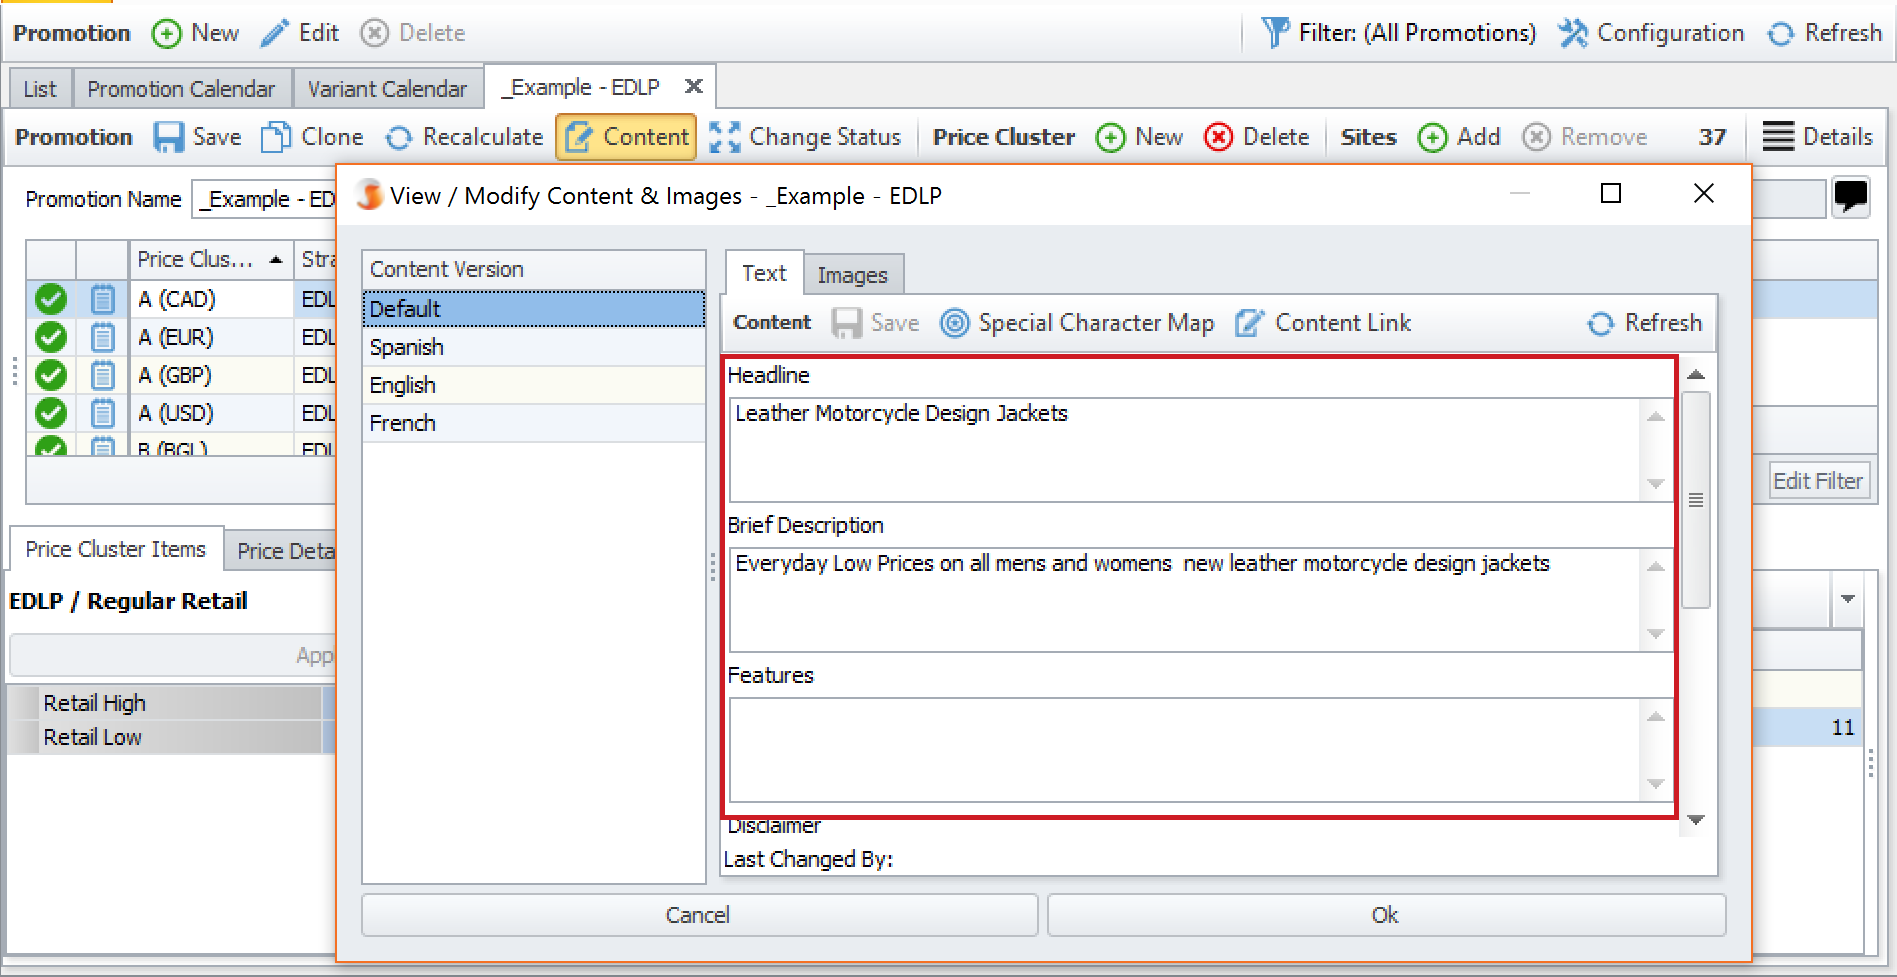 Promotion New Edit Delete Filter: (All Promotions) Configuration Refresh
List Promotion Calendar Variant Calendar _Example - EDLP
Promotion Save Clone Recalculate Content Change Status Price Cluster New Delete Sites Add Remove 37 Details
Promotion Name _Example - ED
Price Clus... Stra
A (CAD) EDL
A (EUR) EDL
A (GBP) EDL
A (USD) EDL
B (BGL) EDL
Edit Filter
Price Cluster Items Price Deta
EDLP / Regular Retail
App
Retail High
Retail Low
11
View / Modify Content & Images - _Example - EDLP
Content Version
Default
Spanish
English
French
Text Images
Content Save Special Character Map Content Link Refresh
Headline
Leather Motorcycle Design Jackets
Brief Description
Everyday Low Prices on all mens and womens  new leather motorcycle design jackets
Features
Disclaimer
Last Changed By:
Cancel Ok